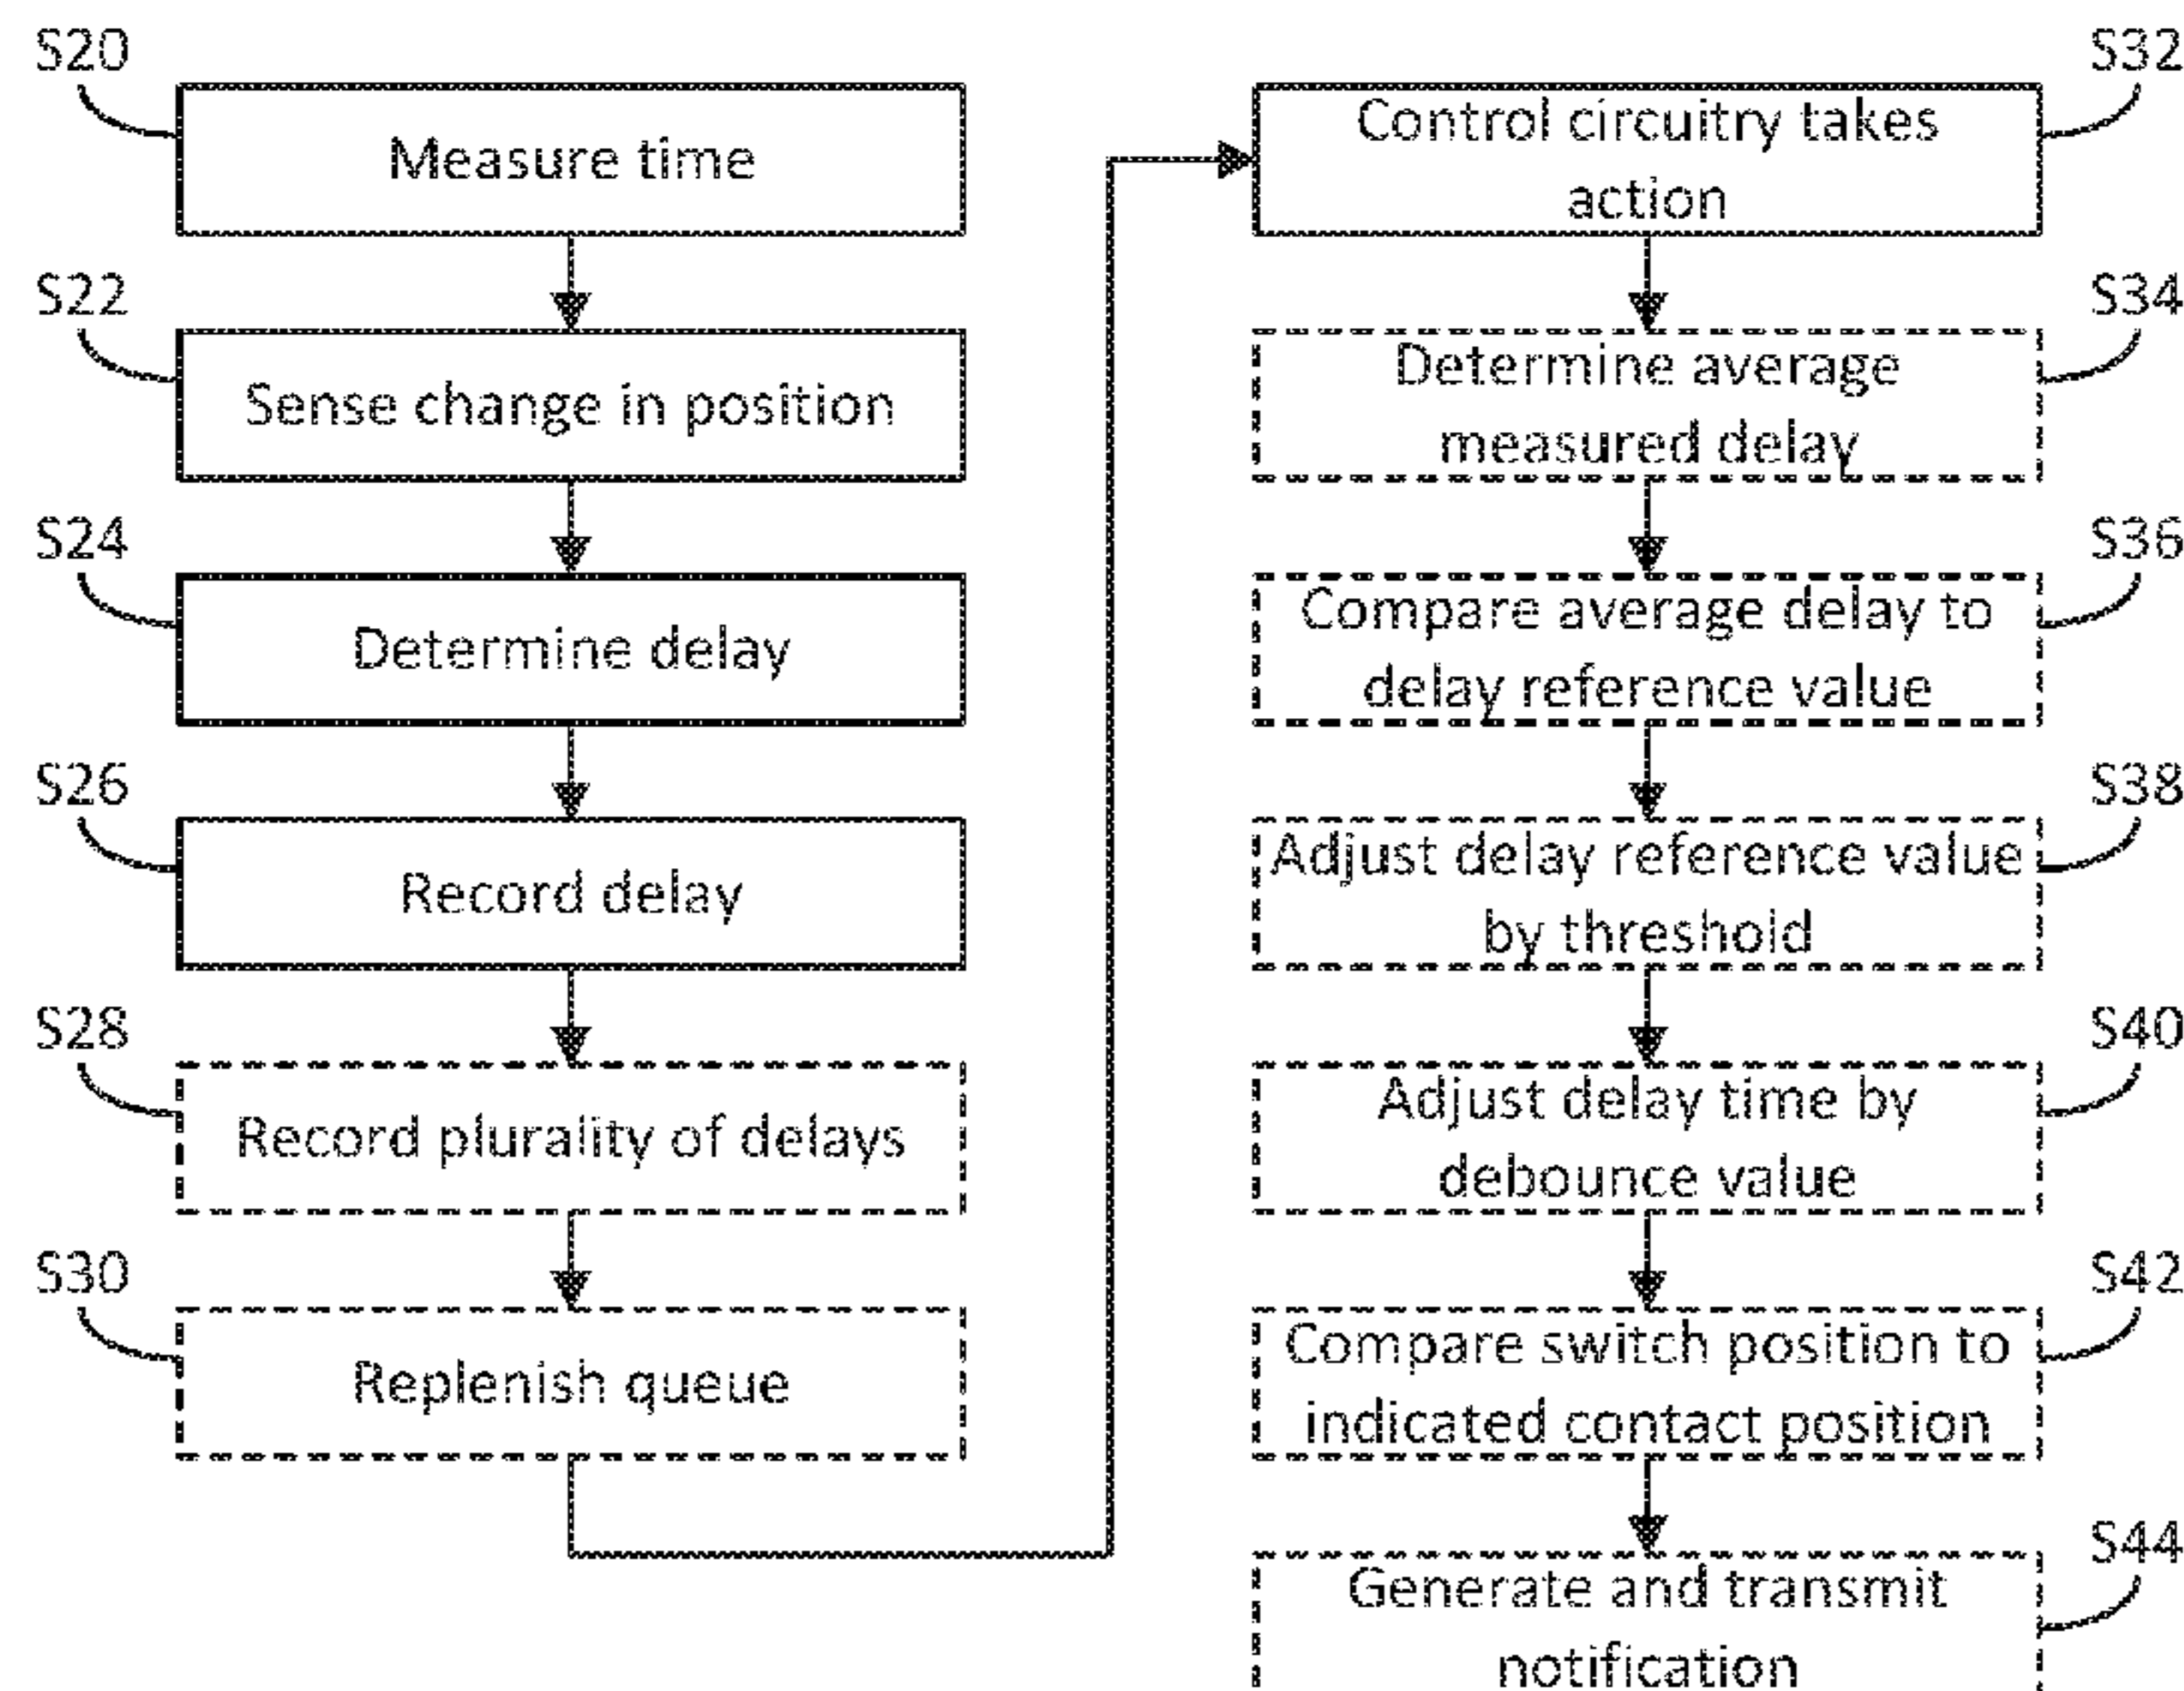 S20
Measure time
S22
Sense change in position
S24
Determine delay
S26
Record delay
S28
Record plurality of delays
S30
Replenish queue
S32
Control circuitry takes
action
S34
Determine average
measured delay
S36
Compare average delay to
delay reference value
S38
Adjust delay reference value
by threshold
S40
Adjust delay time by
debounce value
S42
Compare switch position to
indicated contact position
S44
Generate and transmit
notification